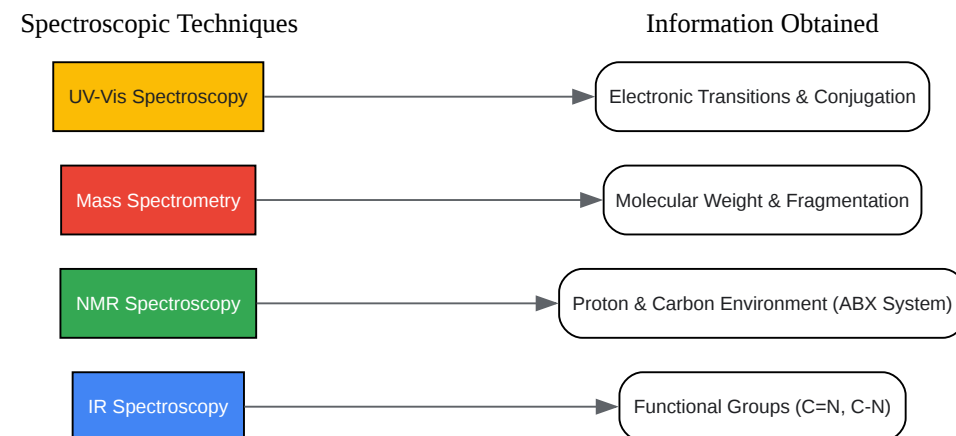 Spectroscopic Techniques
Information Obtained
UV-Vis Spectroscopy
Electronic Transitions & Conjugation
Mass Spectrometry
Molecular Weight & Fragmentation
NMR Spectroscopy
Proton & Carbon Environment (ABX System)
IR Spectroscopy
Functional Groups (C=N, C-N)